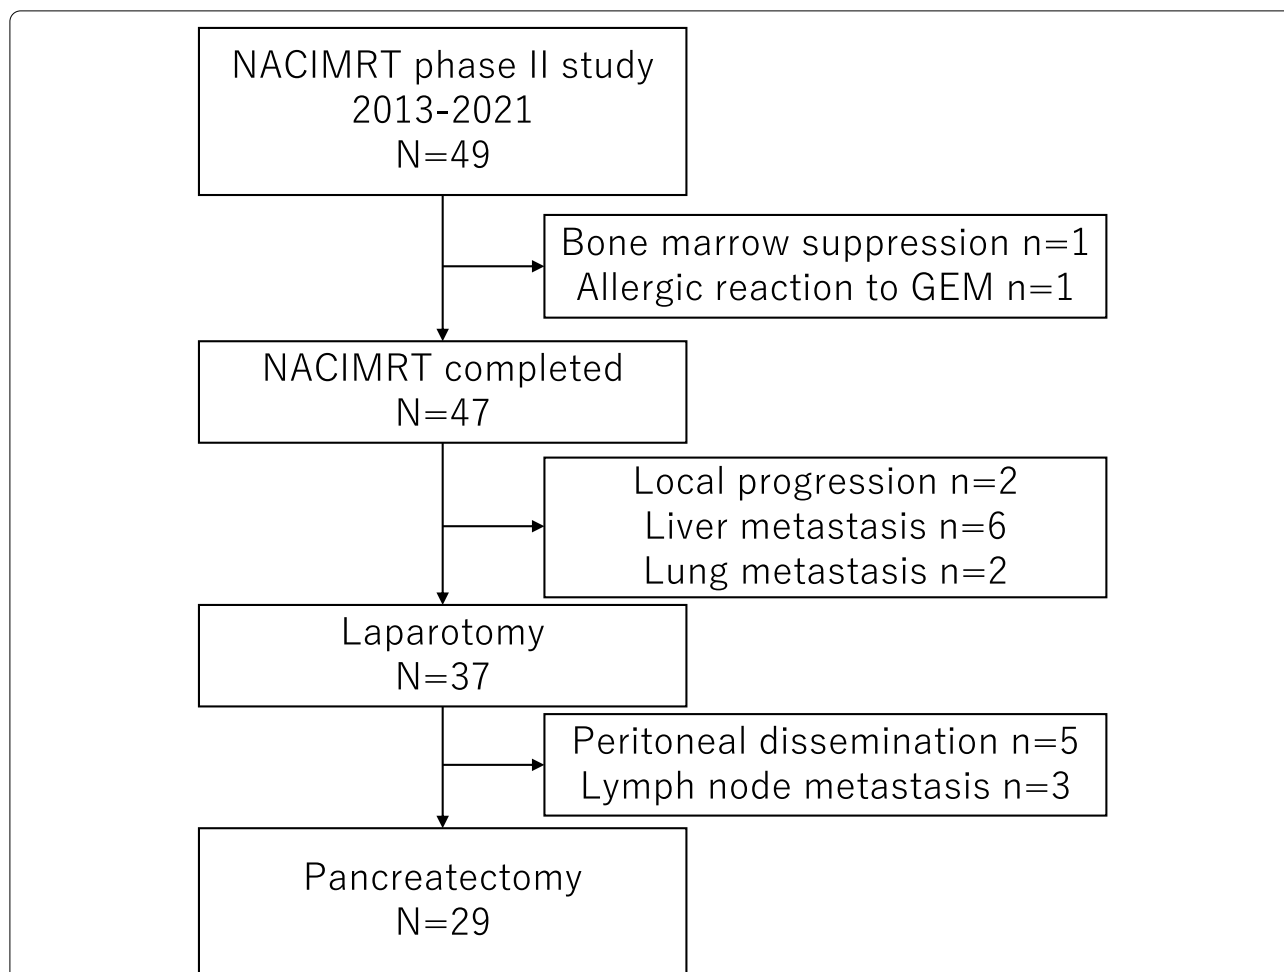 NACIMRT phase II study
2013-2021
N=49
Bone marrow suppression n=1
Allergic reaction to GEM n=1
NACIMRT completed
N=47
Local progression n=2
Liver metastasis n=6
Lung metastasis n=2
Laparotomy
N=37
Peritoneal dissemination n=5
Lymph node metastasis n=3
Pancreatectomy
N=29